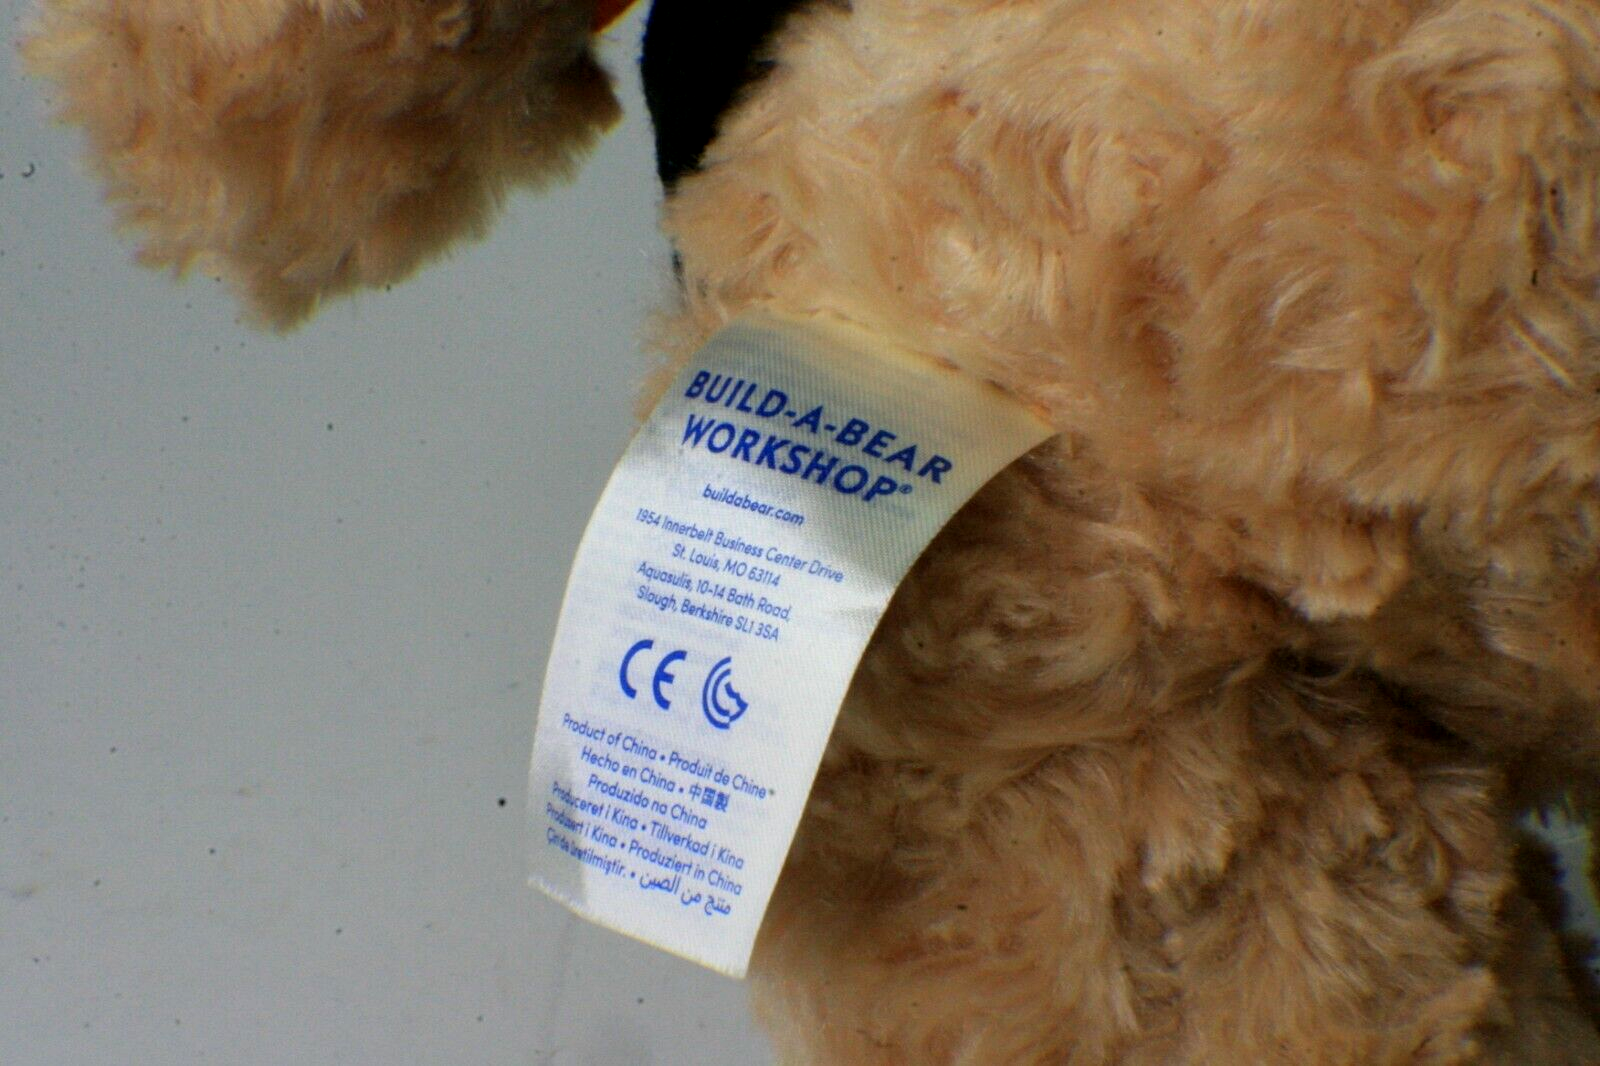 BUILD-A-BEAR
WORKSHOP®
buildabear.com
1954 Innerbelt Business Center Drive
St. Louis, MO 63114
Aquasulis, 10-14 Bath Road,
Slough, Berkshire SL1 3SA
CE
Product of China • Produit de Chine
Hecho en China • 中国製
Produzido na China
Produceret i Kina • Tillverkad i Kina
Produsert i Kina • Produziert in China
Çin'de üretilmiştir. • منتج من الصين